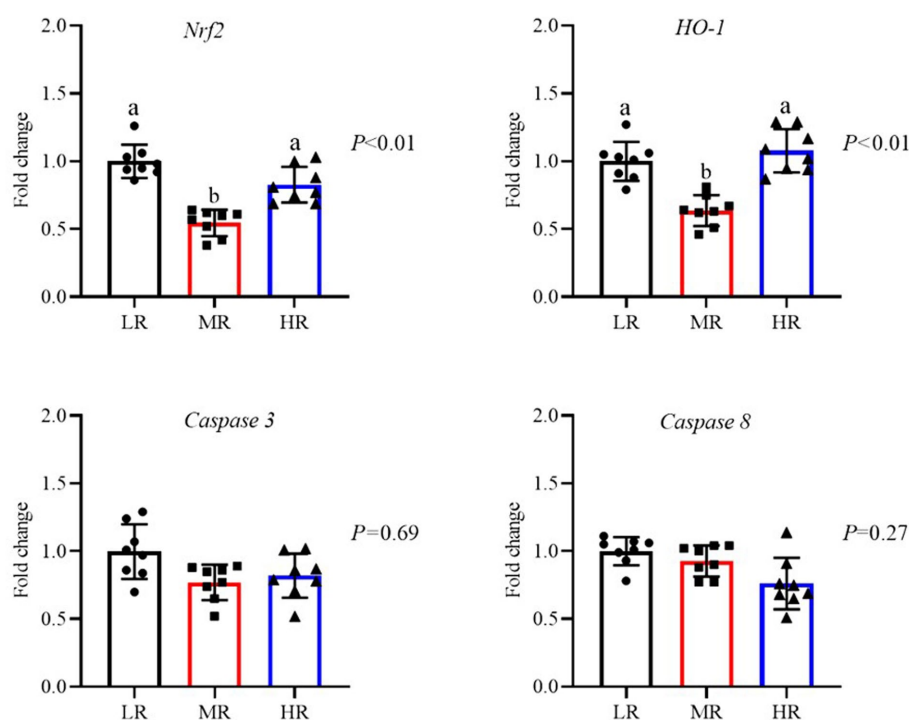 Nrf2
2.0
1.5
1.0
0.5
0.0
Fold change
a
b
a
P<0.01
LR MR HR
HO-1
2.0
1.5
1.0
0.5
0.0
Fold change
a
b
a
P<0.01
LR MR HR
Caspase 3
2.0
1.5
1.0
0.5
0.0
Fold change
P=0.69
LR MR HR
Caspase 8
2.0
1.5
1.0
0.5
0.0
Fold change
P=0.27
LR MR HR